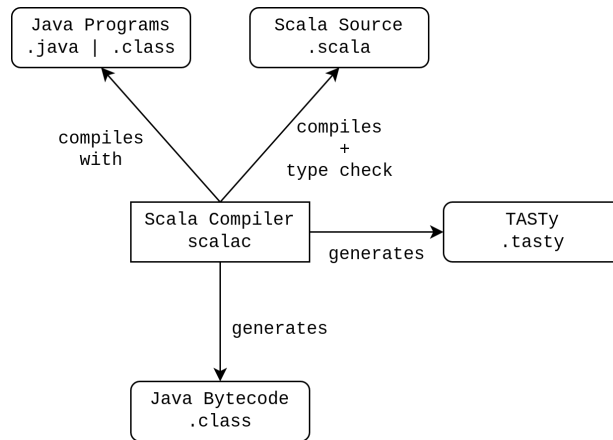 Java Programs
.java | .class
Scala Source
.scala
compiles
with
compiles
+
type check
Scala Compiler
scalac
generates
TASTy
.tasty
generates
Java Bytecode
.class